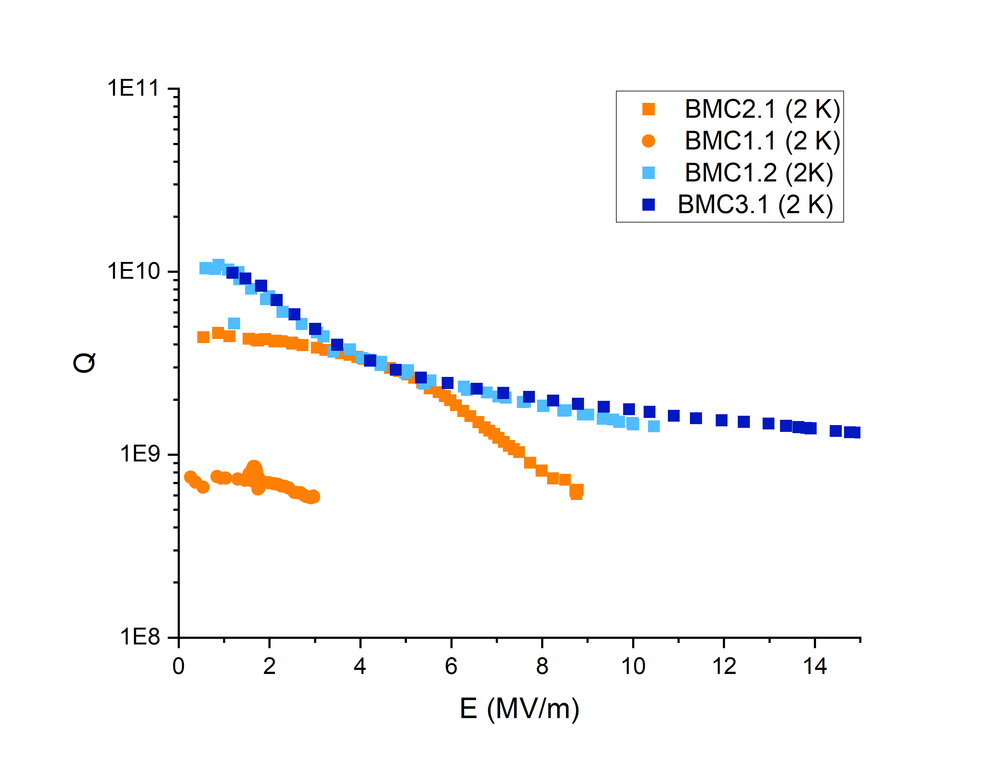 1E11
1E10
1E9
1E8
Q
0 2 4 6 8 10 12 14
E (MV/m)
BMC2.1 (2 K)
BMC1.1 (2 K)
BMC1.2 (2K)
BMC3.1 (2 K)